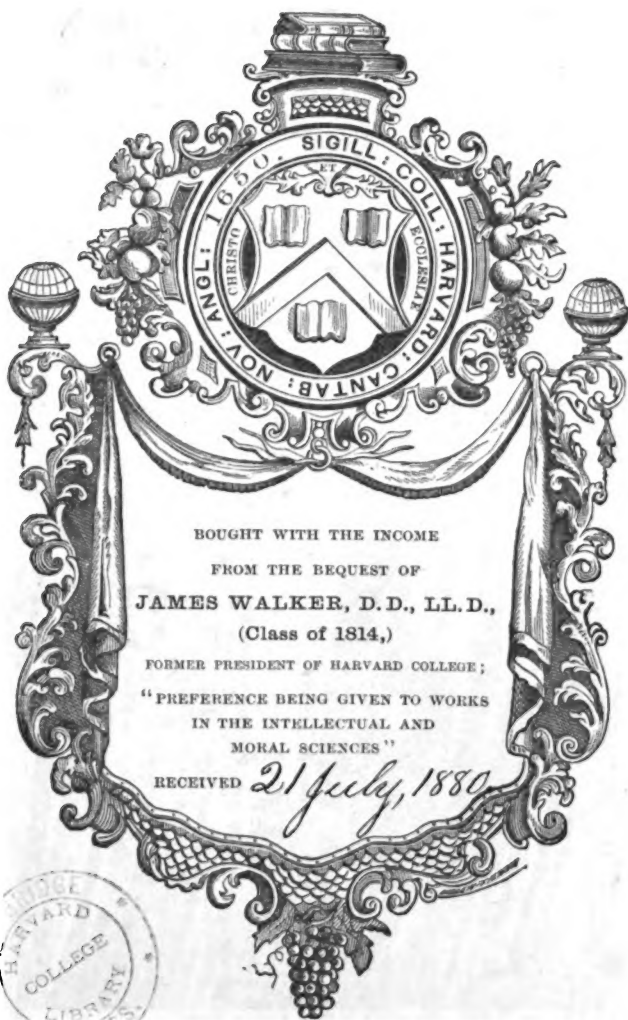 SIGILL: COLL: HARVARD: CANTAB: NOV: ANGL: 1650.
ET
CHRISTO
ECCLESIAE
BOUGHT WITH THE INCOME
FROM THE BEQUEST OF
JAMES WALKER, D.D., LL.D.,
(Class of 1814,)
FORMER PRESIDENT OF HARVARD COLLEGE;
"PREFERENCE BEING GIVEN TO WORKS
IN THE INTELLECTUAL AND
MORAL SCIENCES"
RECEIVED 21 July, 1880.
HARVARD
COLLEGE
LIBRARY